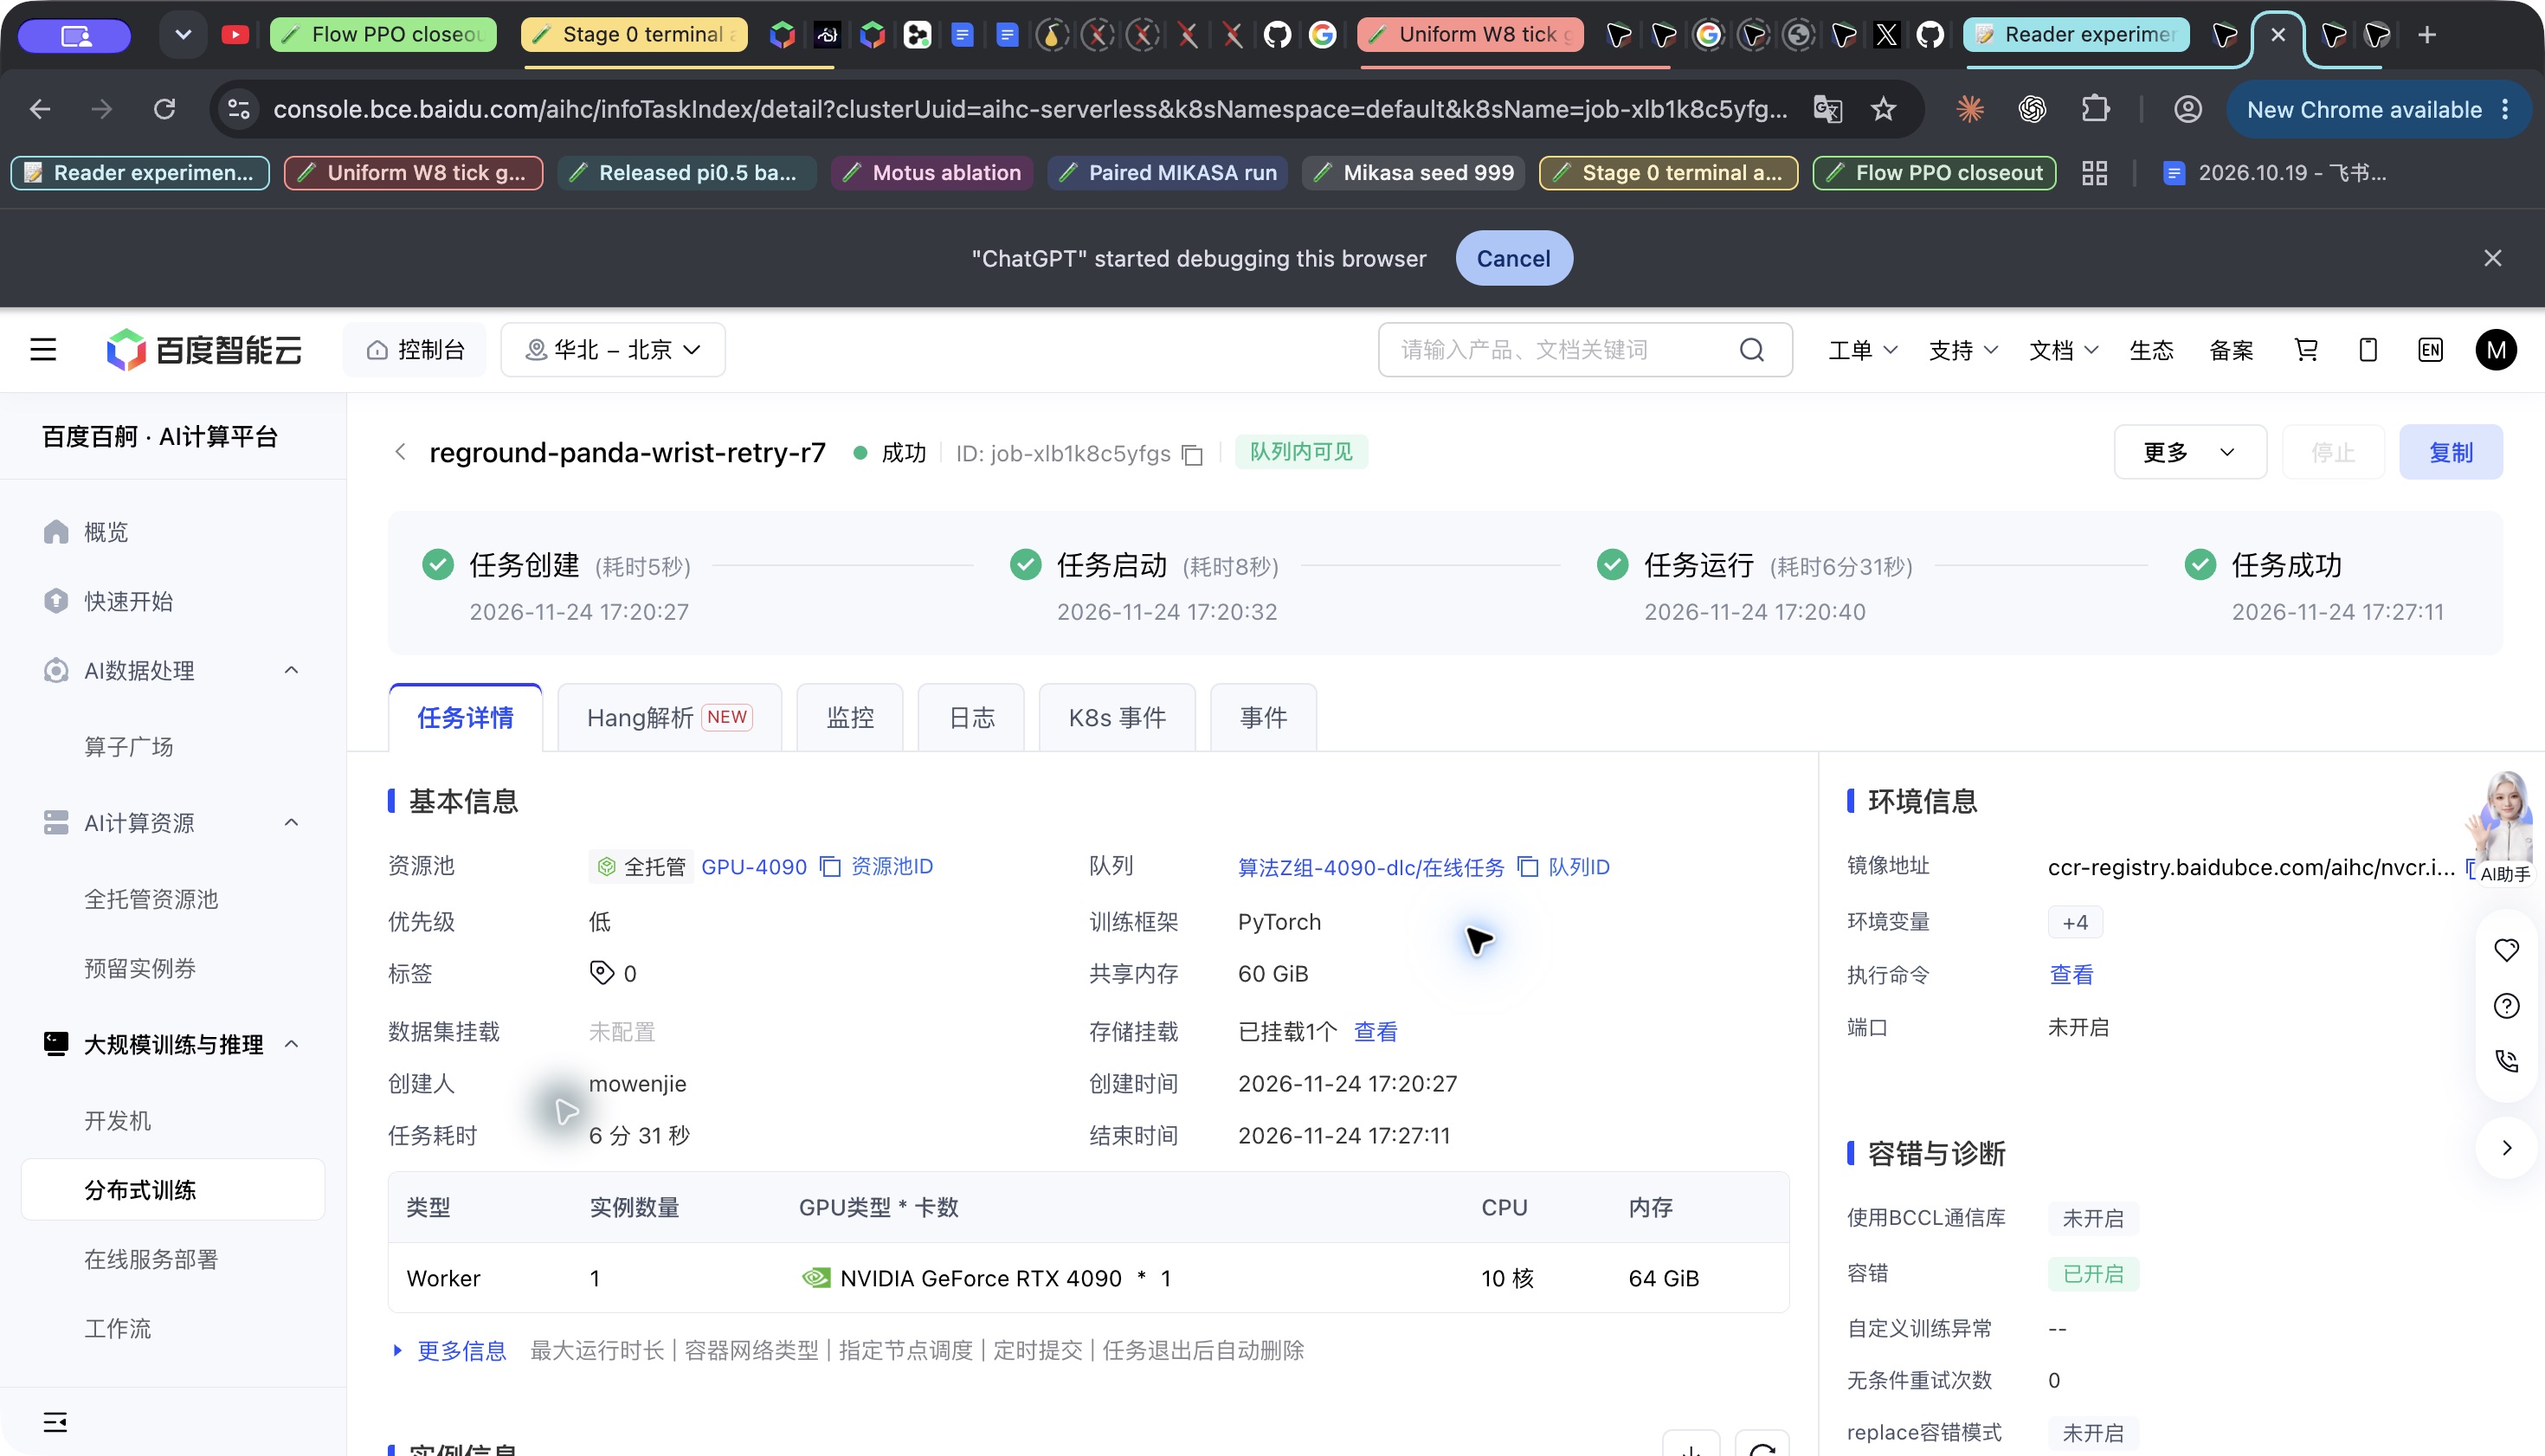 Flow PPO closeou
Stage 0 terminal a
Uniform W8 tick g
Reader experimen
console.bce.baidu.com/aihc/infoTaskIndex/detail?clusterUuid=aihc-serverless&k8sNamespace=default&k8sName=job-xlb1k8c5yfg...
New Chrome available
Reader experimen...
Uniform W8 tick g...
Released pi0.5 ba...
Motus ablation
Paired MIKASA run
Mikasa seed 999
Stage 0 terminal a...
Flow PPO closeout
2026.10.19 - 飞书...
"ChatGPT" started debugging this browser
Cancel
百度智能云
控制台
华北 – 北京
请输入产品、文档关键词
工单
支持
文档
生态
备案
EN
M
百度百舸 · AI计算平台
概览
快速开始
AI数据处理
算子广场
AI计算资源
全托管资源池
预留实例券
大规模训练与推理
开发机
分布式训练
在线服务部署
工作流
reground-panda-wrist-retry-r7
成功
ID: job-xlb1k8c5yfgs
队列内可见
更多
停止
复制
任务创建 (耗时5秒)
2026-11-24 17:20:27
任务启动 (耗时8秒)
2026-11-24 17:20:32
任务运行 (耗时6分31秒)
2026-11-24 17:20:40
任务成功
2026-11-24 17:27:11
任务详情
Hang解析 NEW
监控
日志
K8s 事件
事件
基本信息
资源池 全托管 GPU-4090 资源池ID
队列 算法Z组-4090-dlc/在线任务 队列ID
优先级 低
训练框架 PyTorch
标签 0
共享内存 60 GiB
数据集挂载 未配置
存储挂载 已挂载1个 查看
创建人 mowenjie
创建时间 2026-11-24 17:20:27
任务耗时 6 分 31 秒
结束时间 2026-11-24 17:27:11
类型 实例数量 GPU类型 * 卡数 CPU 内存
Worker 1 NVIDIA GeForce RTX 4090 * 1 10 核 64 GiB
更多信息 最大运行时长 | 容器网络类型 | 指定节点调度 | 定时提交 | 任务退出后自动删除
实例信息
环境信息
镜像地址 ccr-registry.baidubce.com/aihc/nvcr.i...
环境变量 +4
执行命令 查看
端口 未开启
容错与诊断
使用BCCL通信库 未开启
容错 已开启
自定义训练异常 --
无条件重试次数 0
replace容错模式 未开启
AI助手